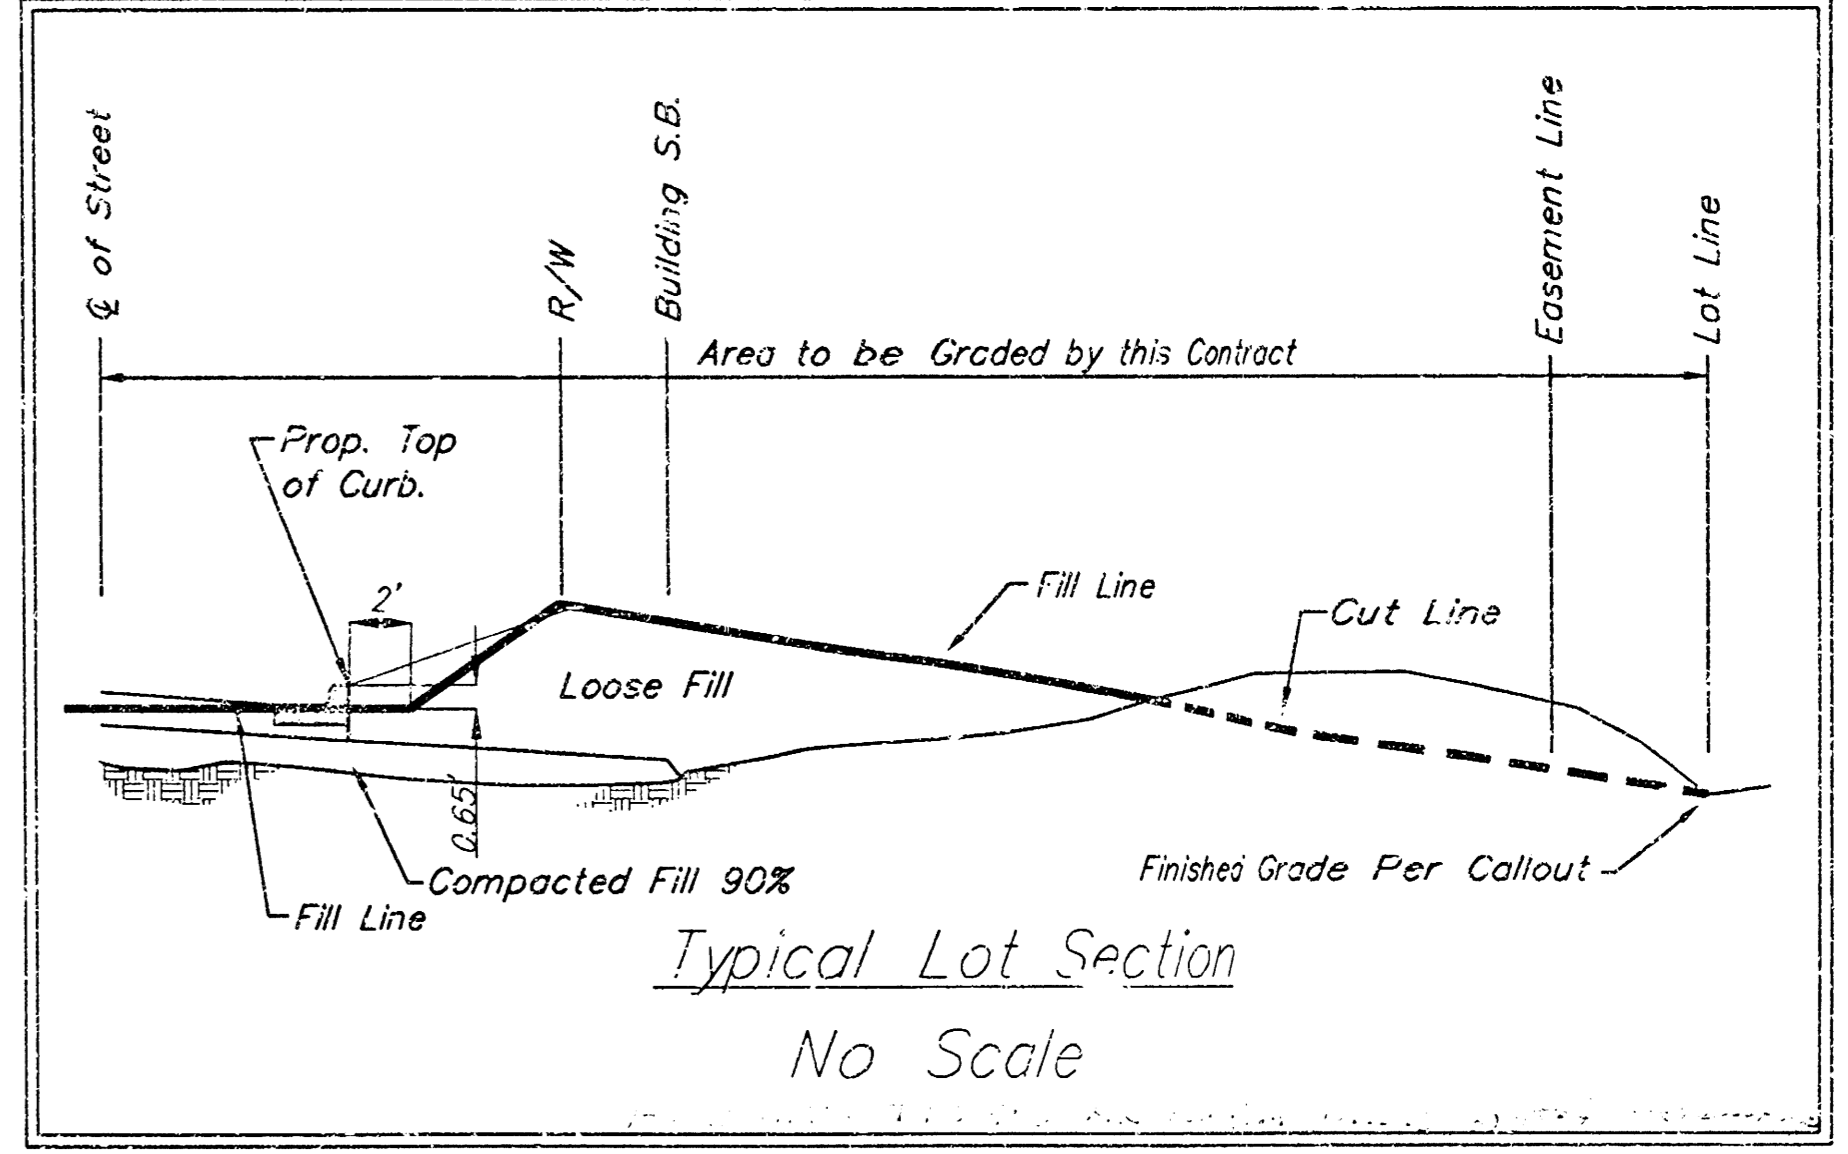 ℄ of Street
R/W
Building S.B.
Easement Line
Lot Line
Area to be Graded by this Contract
Prop. Top
of Curb.
2'
Fill Line
Cut Line
Loose Fill
0.65'
Compacted Fill 90%
Finished Grade Per Callout
Fill Line
Typical Lot Section
No Scale